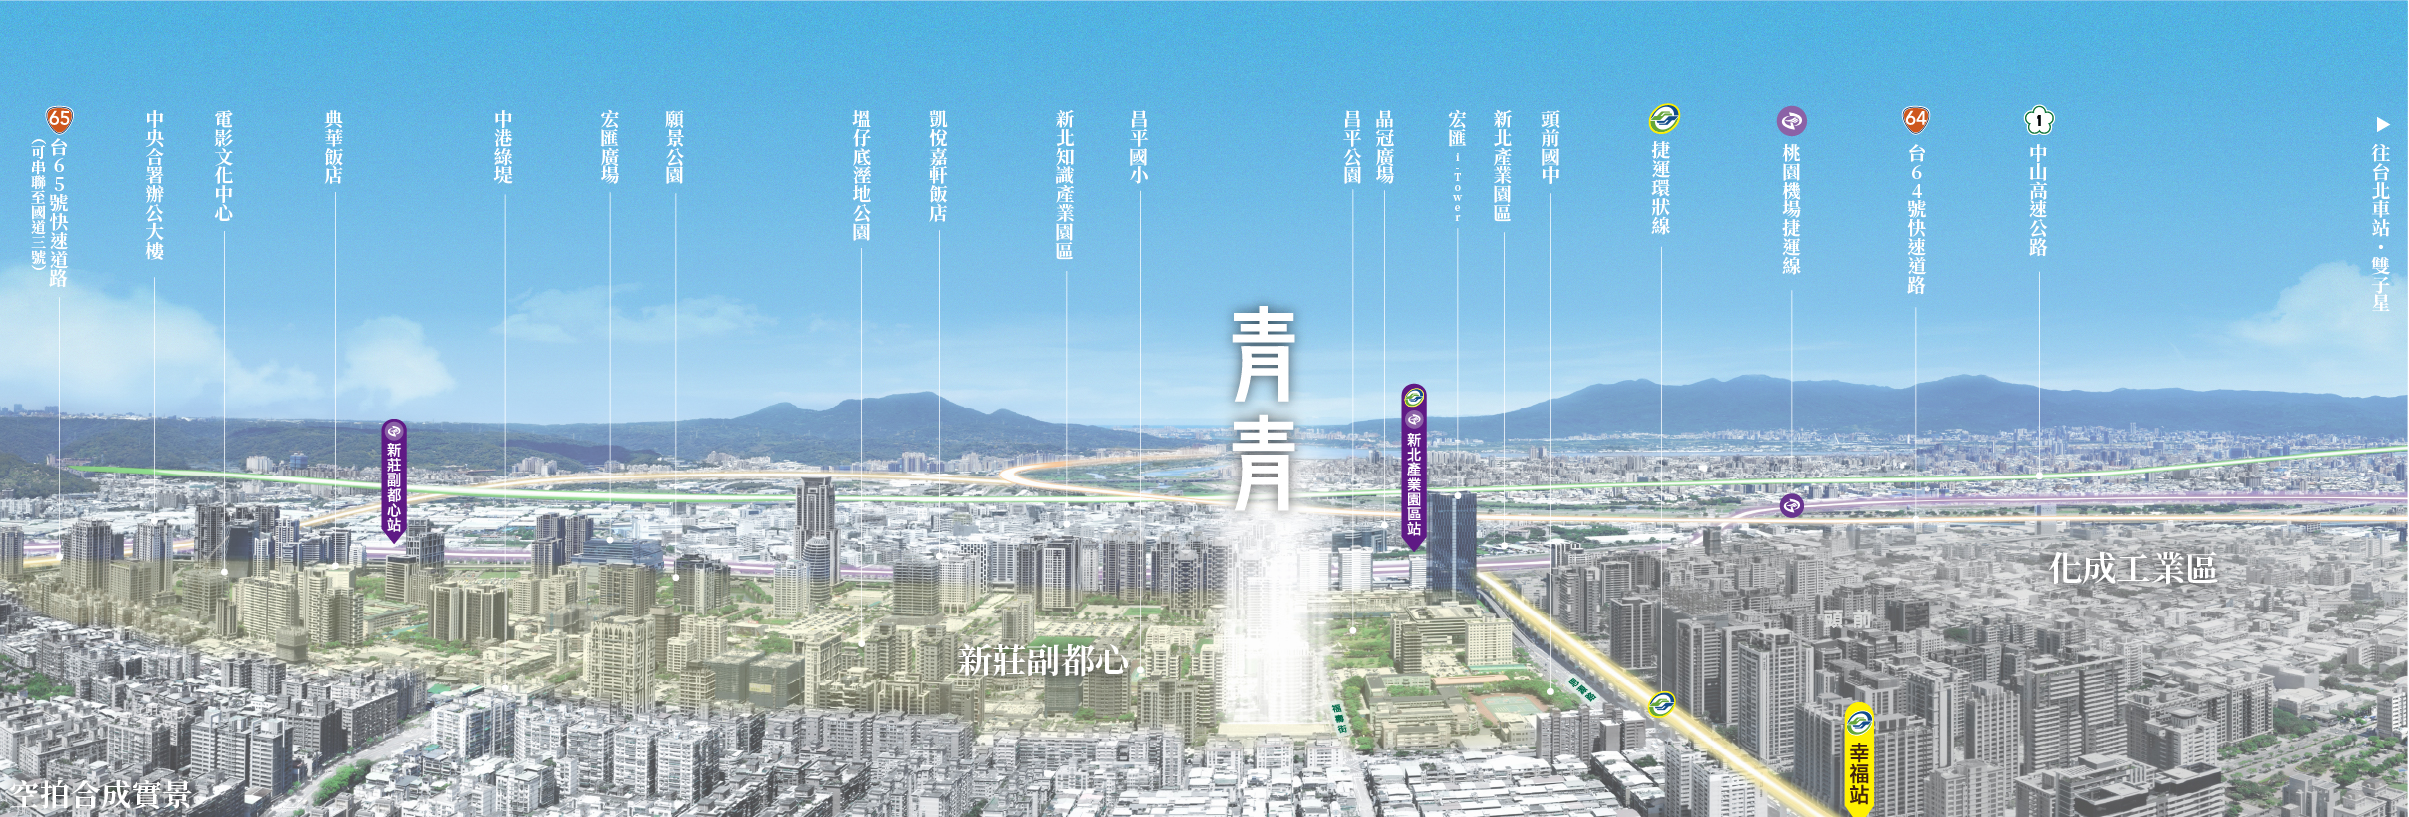 65
台65號快速道路
（可串聯至國道三號）
中央合署辦公大樓
電影文化中心
典華飯店
中港綠堤
宏匯廣場
願景公園
塭仔底溼地公園
凱悅嘉軒飯店
新北知識產業園區
昌平國小
昌平公園
晶冠廣場
宏匯 i-Tower
新北產業園區
頭前國中
捷運環狀線
桃園機場捷運線
64
台64號快速道路
1
中山高速公路
往台北車站・雙子星
青青
新莊副都心站
新北產業園區站
化成工業區
頭前
新莊副都心
思源路
福壽街
幸福站
空拍合成實景